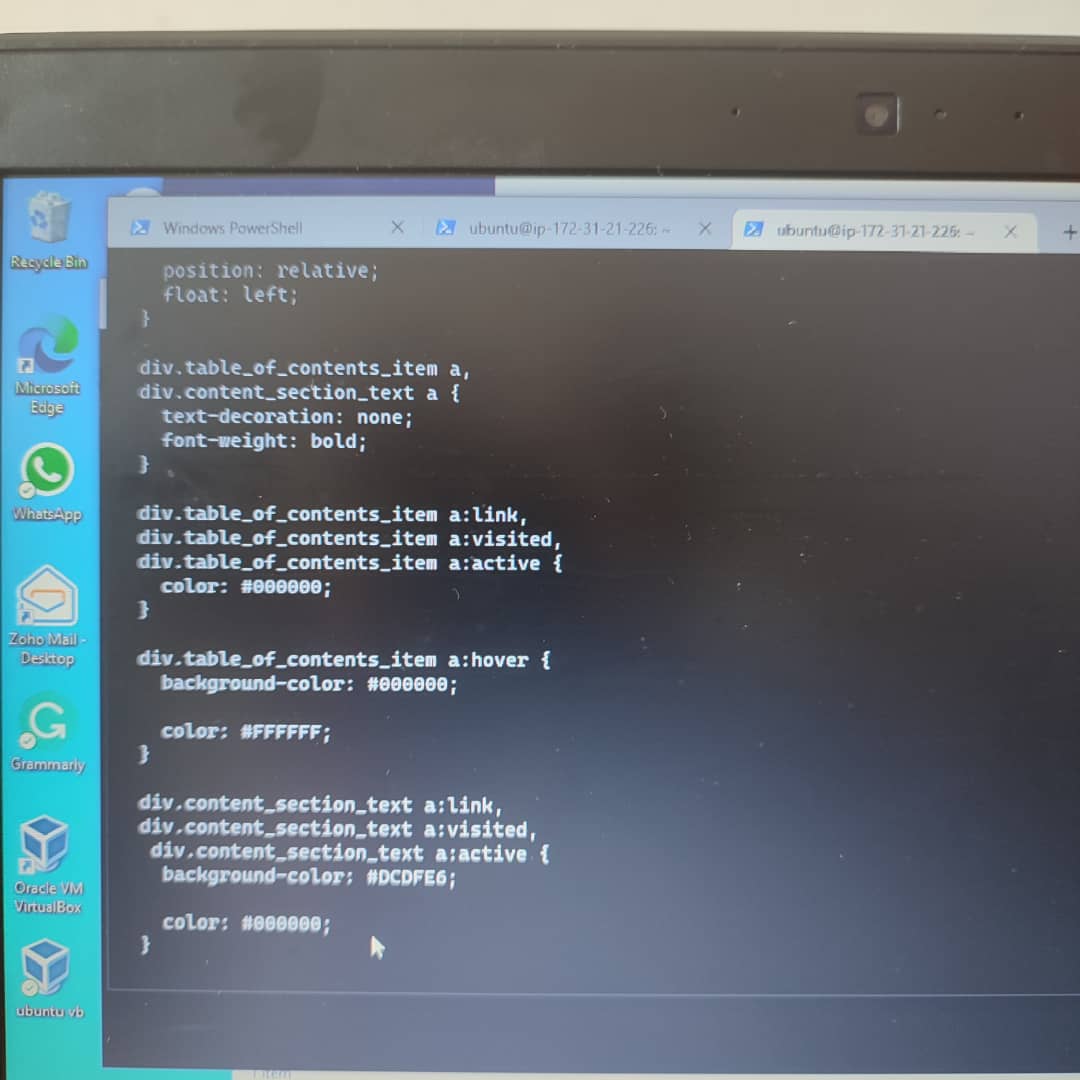 Windows PowerShell
ubuntu@ip-172-31-21-226: ~
ubuntu@ip-172-31-21-226: ~
Recycle Bin
Microsoft
Edge
WhatsApp
Zoho Mail -
Desktop
Grammarly
Oracle VM
VirtualBox
ubuntu vb
position: relative;
float: left;
}
div.table_of_contents_item a,
div.content_section_text a {
text-decoration: none;
font-weight: bold;
}
div.table_of_contents_item a:link,
div.table_of_contents_item a:visited,
div.table_of_contents_item a:active {
color: #000000;
}
div.table_of_contents_item a:hover {
background-color: #000000;
color: #FFFFFF;
}
div.content_section_text a:link,
div.content_section_text a:visited,
div.content_section_text a:active {
background-color: #DCDFE6;
color: #000000;
}